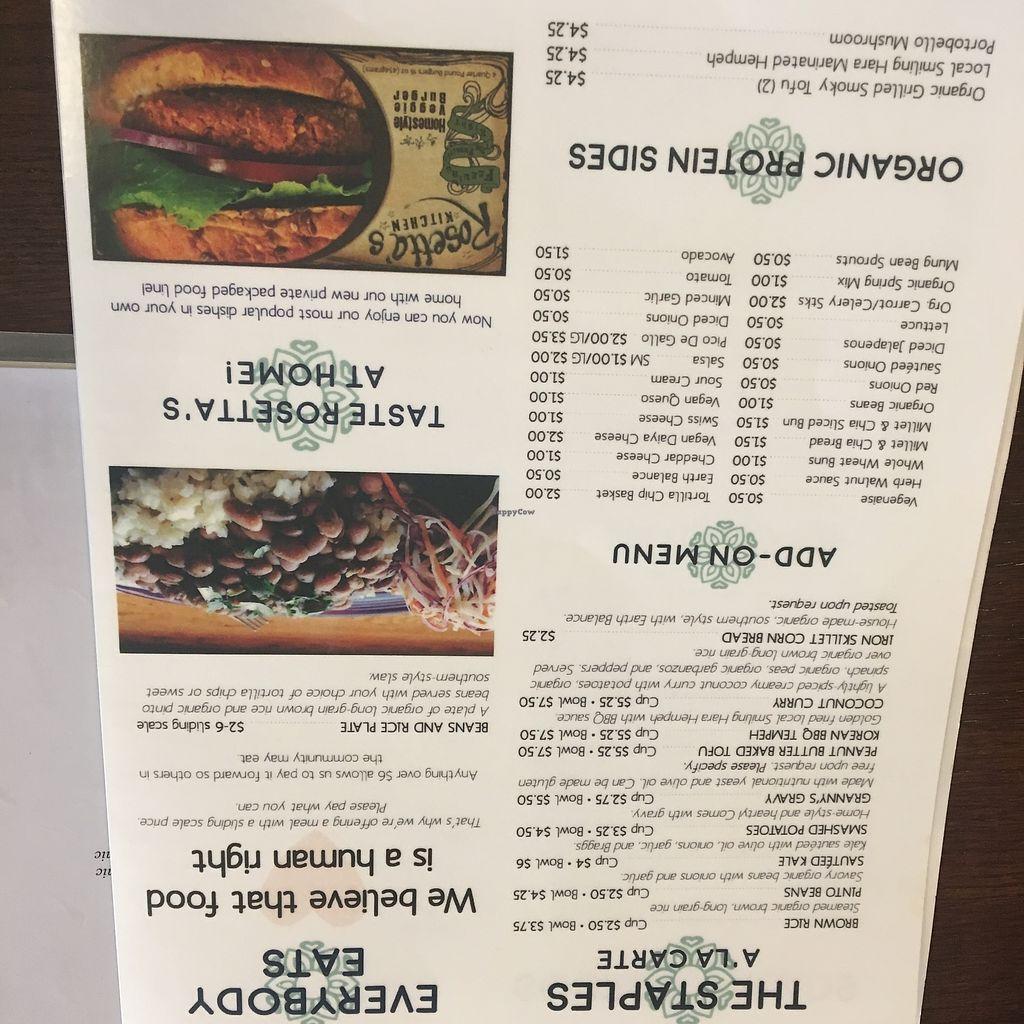 THE STAPLES
A'LA CARTE
BROWN RICE Cup $2.50 • Bowl $3.75
Steamed organic brown, long-grain rice
PINTO BEANS Cup $2.50 • Bowl $4.25
Savory organic beans with onions and garlic.
SAUTÉED KALE Cup $4 • Bowl $6
Kale sautéed with olive oil, onions, garlic, and Braggs.
SMASHED POTATOES Cup $3.25 • Bowl $4.50
Home-style and hearty! Comes with gravy.
GRANNY'S GRAVY Cup $2.75 • Bowl $5.50
Made with nutritional yeast and olive oil. Can be made gluten
free upon request. Please specify.
PEANUT BUTTER BAKED TOFU Cup $5.25 • Bowl $7.50
KOREAN BBQ TEMPEH Cup $5.25 • Bowl $7.50
Golden fried local Smiling Hara Hempeh with BBQ sauce.
COCONUT CURRY Cup $5.25 • Bowl $7.50
A lightly-spiced creamy coconut curry with potatoes, organic
spinach, organic peas, organic garbanzos, and peppers. Served
over organic brown long grain rice.
IRON SKILLET CORN BREAD $2.25
House-made organic, southern style, with Earth Balance.
Toasted upon request.
ADD-ON MENU
Vegenaise $0.50
Herb Walnut Sauce $0.50
Whole Wheat Buns $1.00
Millet & Chia Bread $1.50
Millet & Chia Sliced Bun $1.50
Organic Beans $1.00
Red Onions $0.50
Sautéed Onions $0.50
Diced Jalapenos $0.50
Lettuce $0.50
Org. Carrot/Celery Stks $2.00
Organic Spring Mix $1.00
Mung Bean Sprouts $0.50
Tortilla Chip Basket $2.00
Earth Balance $0.50
Cheddar Cheese $1.00
Vegan Daiya Cheese $2.00
Swiss Cheese $1.00
Vegan Queso $1.00
Sour Cream $1.00
Salsa SM $1.00/LG $2.00
Pico De Gallo $2.00/LG $3.50
Diced Onions $0.50
Minced Garlic $0.50
Tomato $0.50
Avocado $1.50
ORGANIC PROTEIN SIDES
Organic Grilled Smoky Tofu (2) $4.25
Local Smiling Hara Marinated Hempeh $4.25
Portobello Mushroom $4.25
EVERYBODY
EATS
We believe that food
is a human right
That's why we're offering a meal with a sliding scale price.
Please pay what you can.
Anything over $6 allows us to pay it forward so others in
the community may eat.
BEANS AND RICE PLATE $2-6 sliding scale
A plate of organic long-grain brown rice and organic pinto
beans served with your choice of tortilla chips or sweet
southern-style slaw.
TASTE ROSETTA'S
AT HOME!
Now you can enjoy our most popular dishes in your own
home with our new private packaged food line!
Rosetta's
KITCHEN
Homestyle
Veggie
Burger
4 Quarter Pound Burgers 16 oz (454grams)